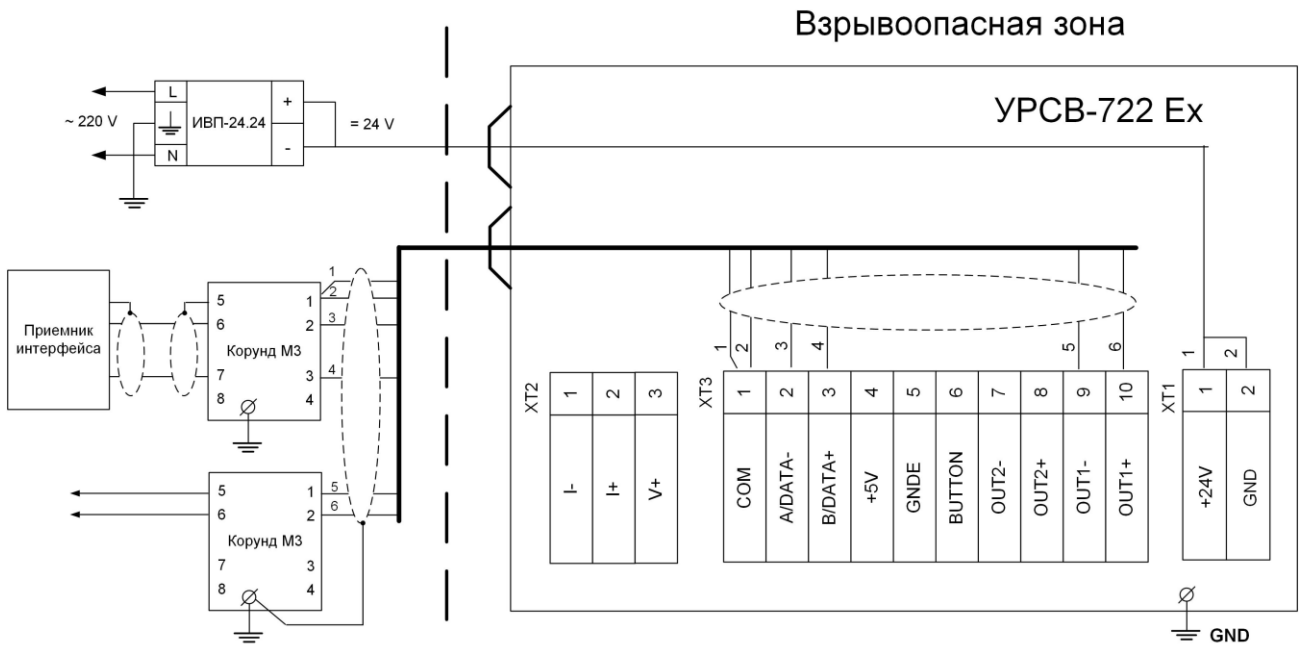 Взрывоопасная зона
УРСВ-722 Ex
~ 220 V
L
N
ИВП-24.24
+
-
= 24 V
Приемник
интерфейса
5
6
7
8
Корунд М3
1
2
3
4
1
2
3
4
5
6
7
8
Корунд М3
1
2
3
4
5
6
XT2
1
2
3
I-
I+
V+
1
2
3
4
5
6
XT3
1
2
3
4
5
6
7
8
9
10
COM
A/DATA-
B/DATA+
+5V
GNDE
BUTTON
OUT2-
OUT2+
OUT1-
OUT1+
1
2
XT1
1
2
+24V
GND
GND